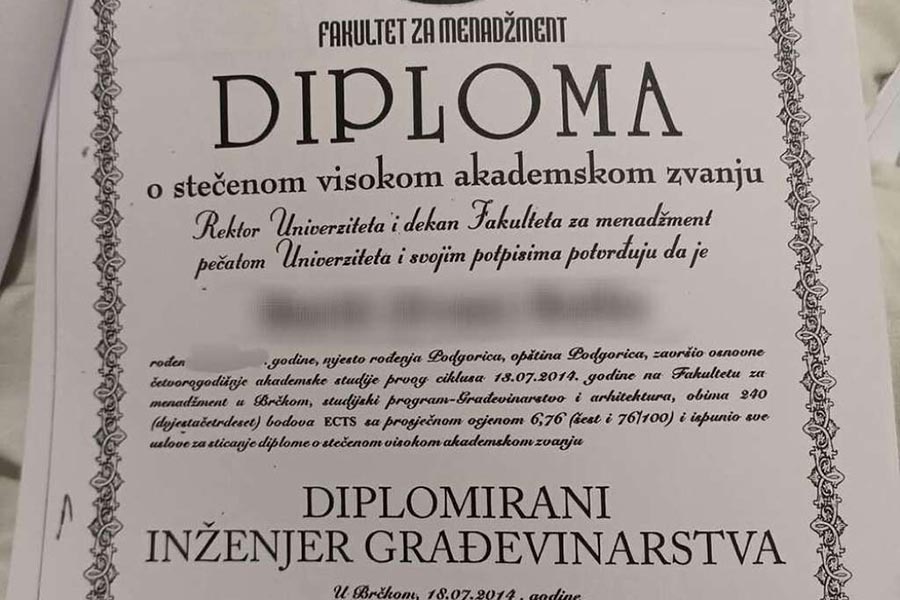 FAKULTET ZA MENADŽMENT
DIPLOMA
o stečenom visokom akademskom zvanju
Rektor Univerziteta i dekan Fakulteta za menadžment
pečatom Univerziteta i svojim potpisima potvrđuju da je
rođen .godine, mjesto rođenja Podgorica, opština Podgorica, završio osnovne
četvorogodišnje akademske studije prvog ciklusa 18.07.2014. godine na Fakultetu za
menadžment u Brčkom, studijski program-Građevinarstvo i arhitektura, obima 240
(dvjestačetrdeset) bodova ECTS sa prosječnom ocjenom 6,76 (šest i 76/100) i ispunio sve
uslove za sticanje diplome o stečenom visokom akademskom zvanju
DIPLOMIRANI
INŽENJER GRAĐEVINARSTVA
U Brčkom, 18.07.2014. godine